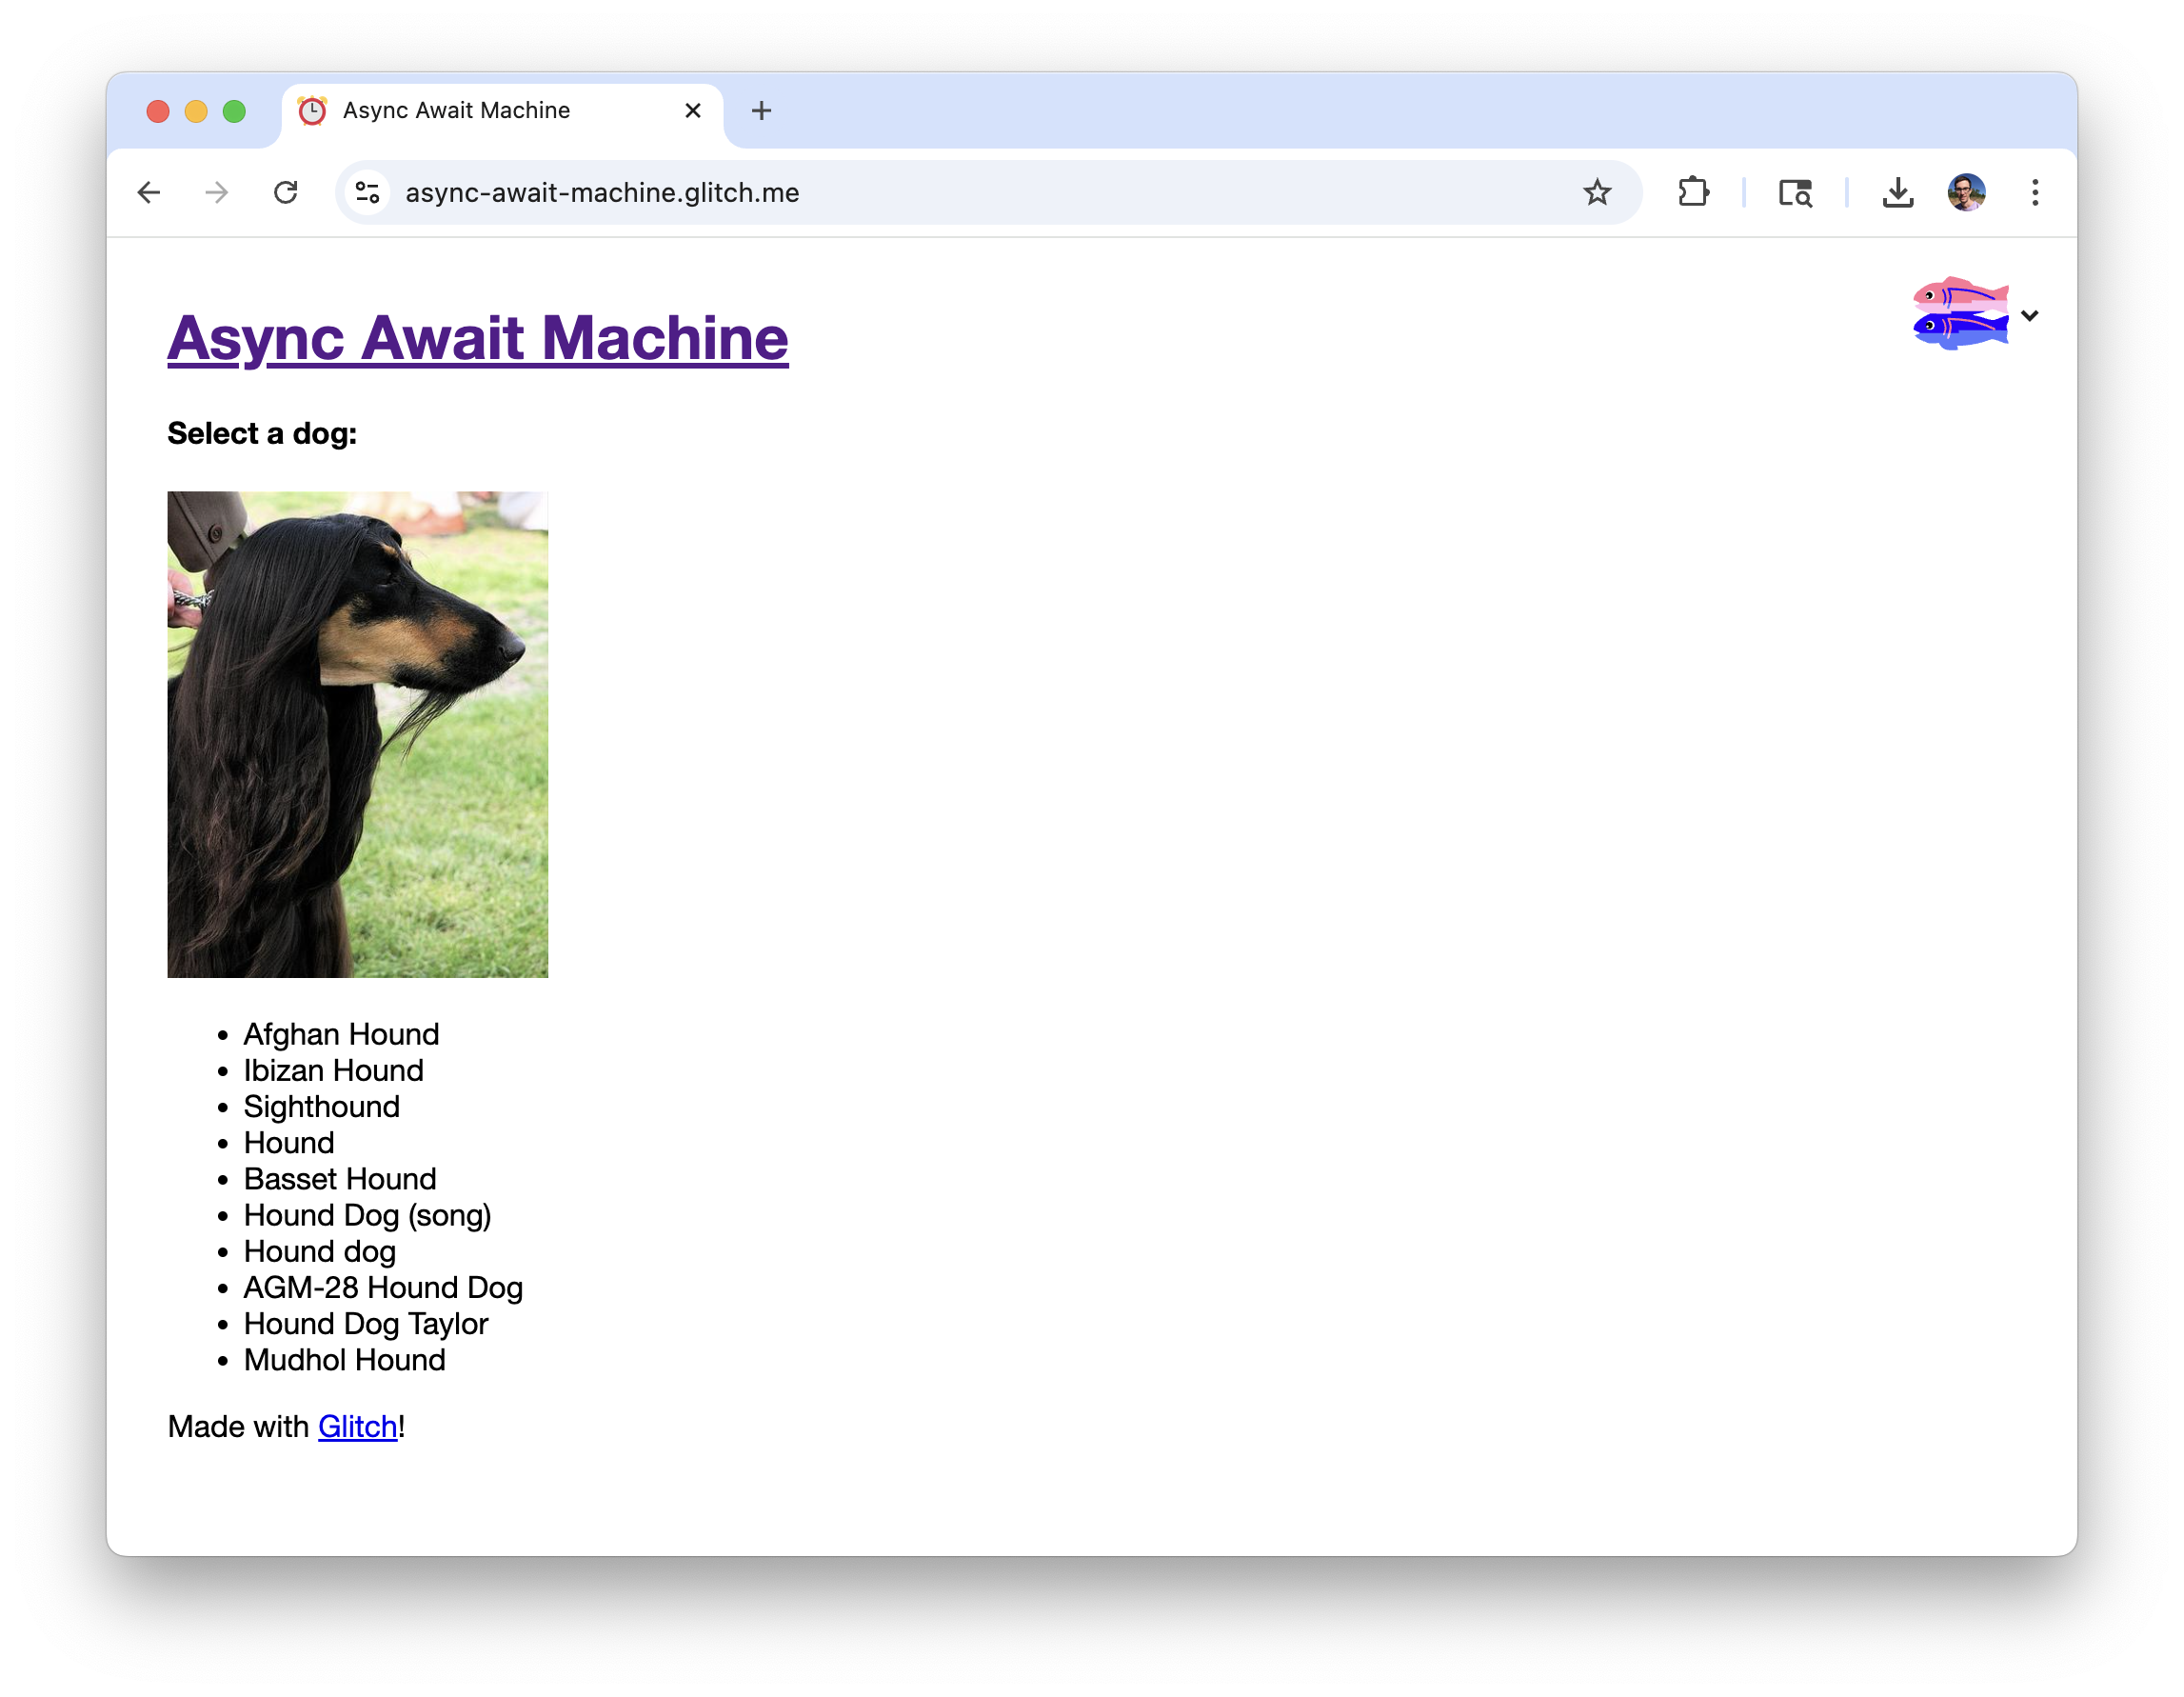 Async Await Machine
async-await-machine.glitch.me
Async Await Machine
Select a dog:
Afghan Hound
Ibizan Hound
Sighthound
Hound
Basset Hound
Hound Dog (song)
Hound dog
AGM-28 Hound Dog
Hound Dog Taylor
Mudhol Hound
Made with Glitch!